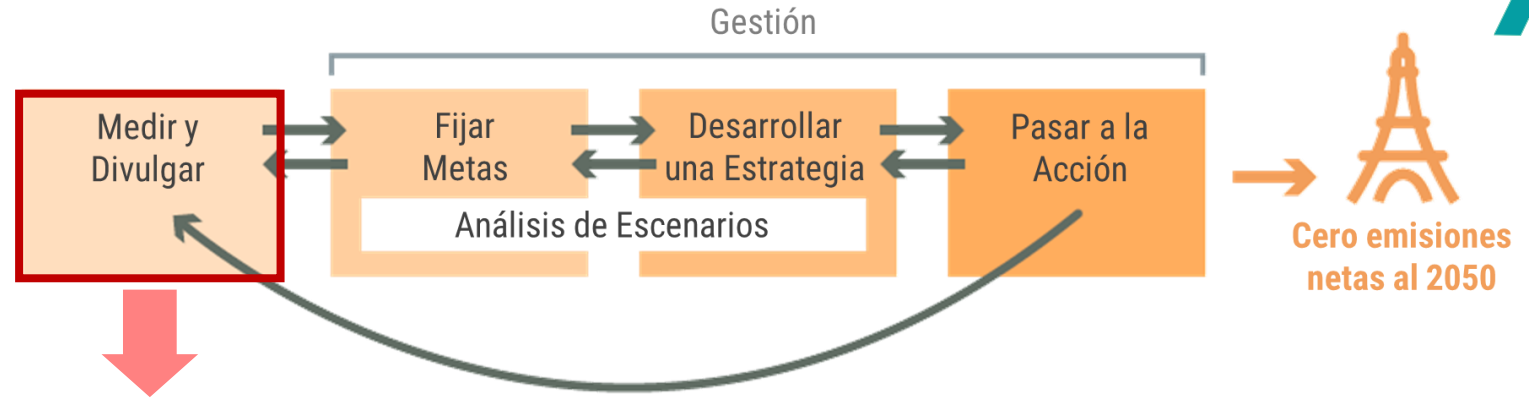 Gestión
Medir y
Divulgar
Fijar
Metas
Desarrollar
una Estrategia
Pasar a la
Acción
Análisis de Escenarios
Cero emisiones
netas al 2050